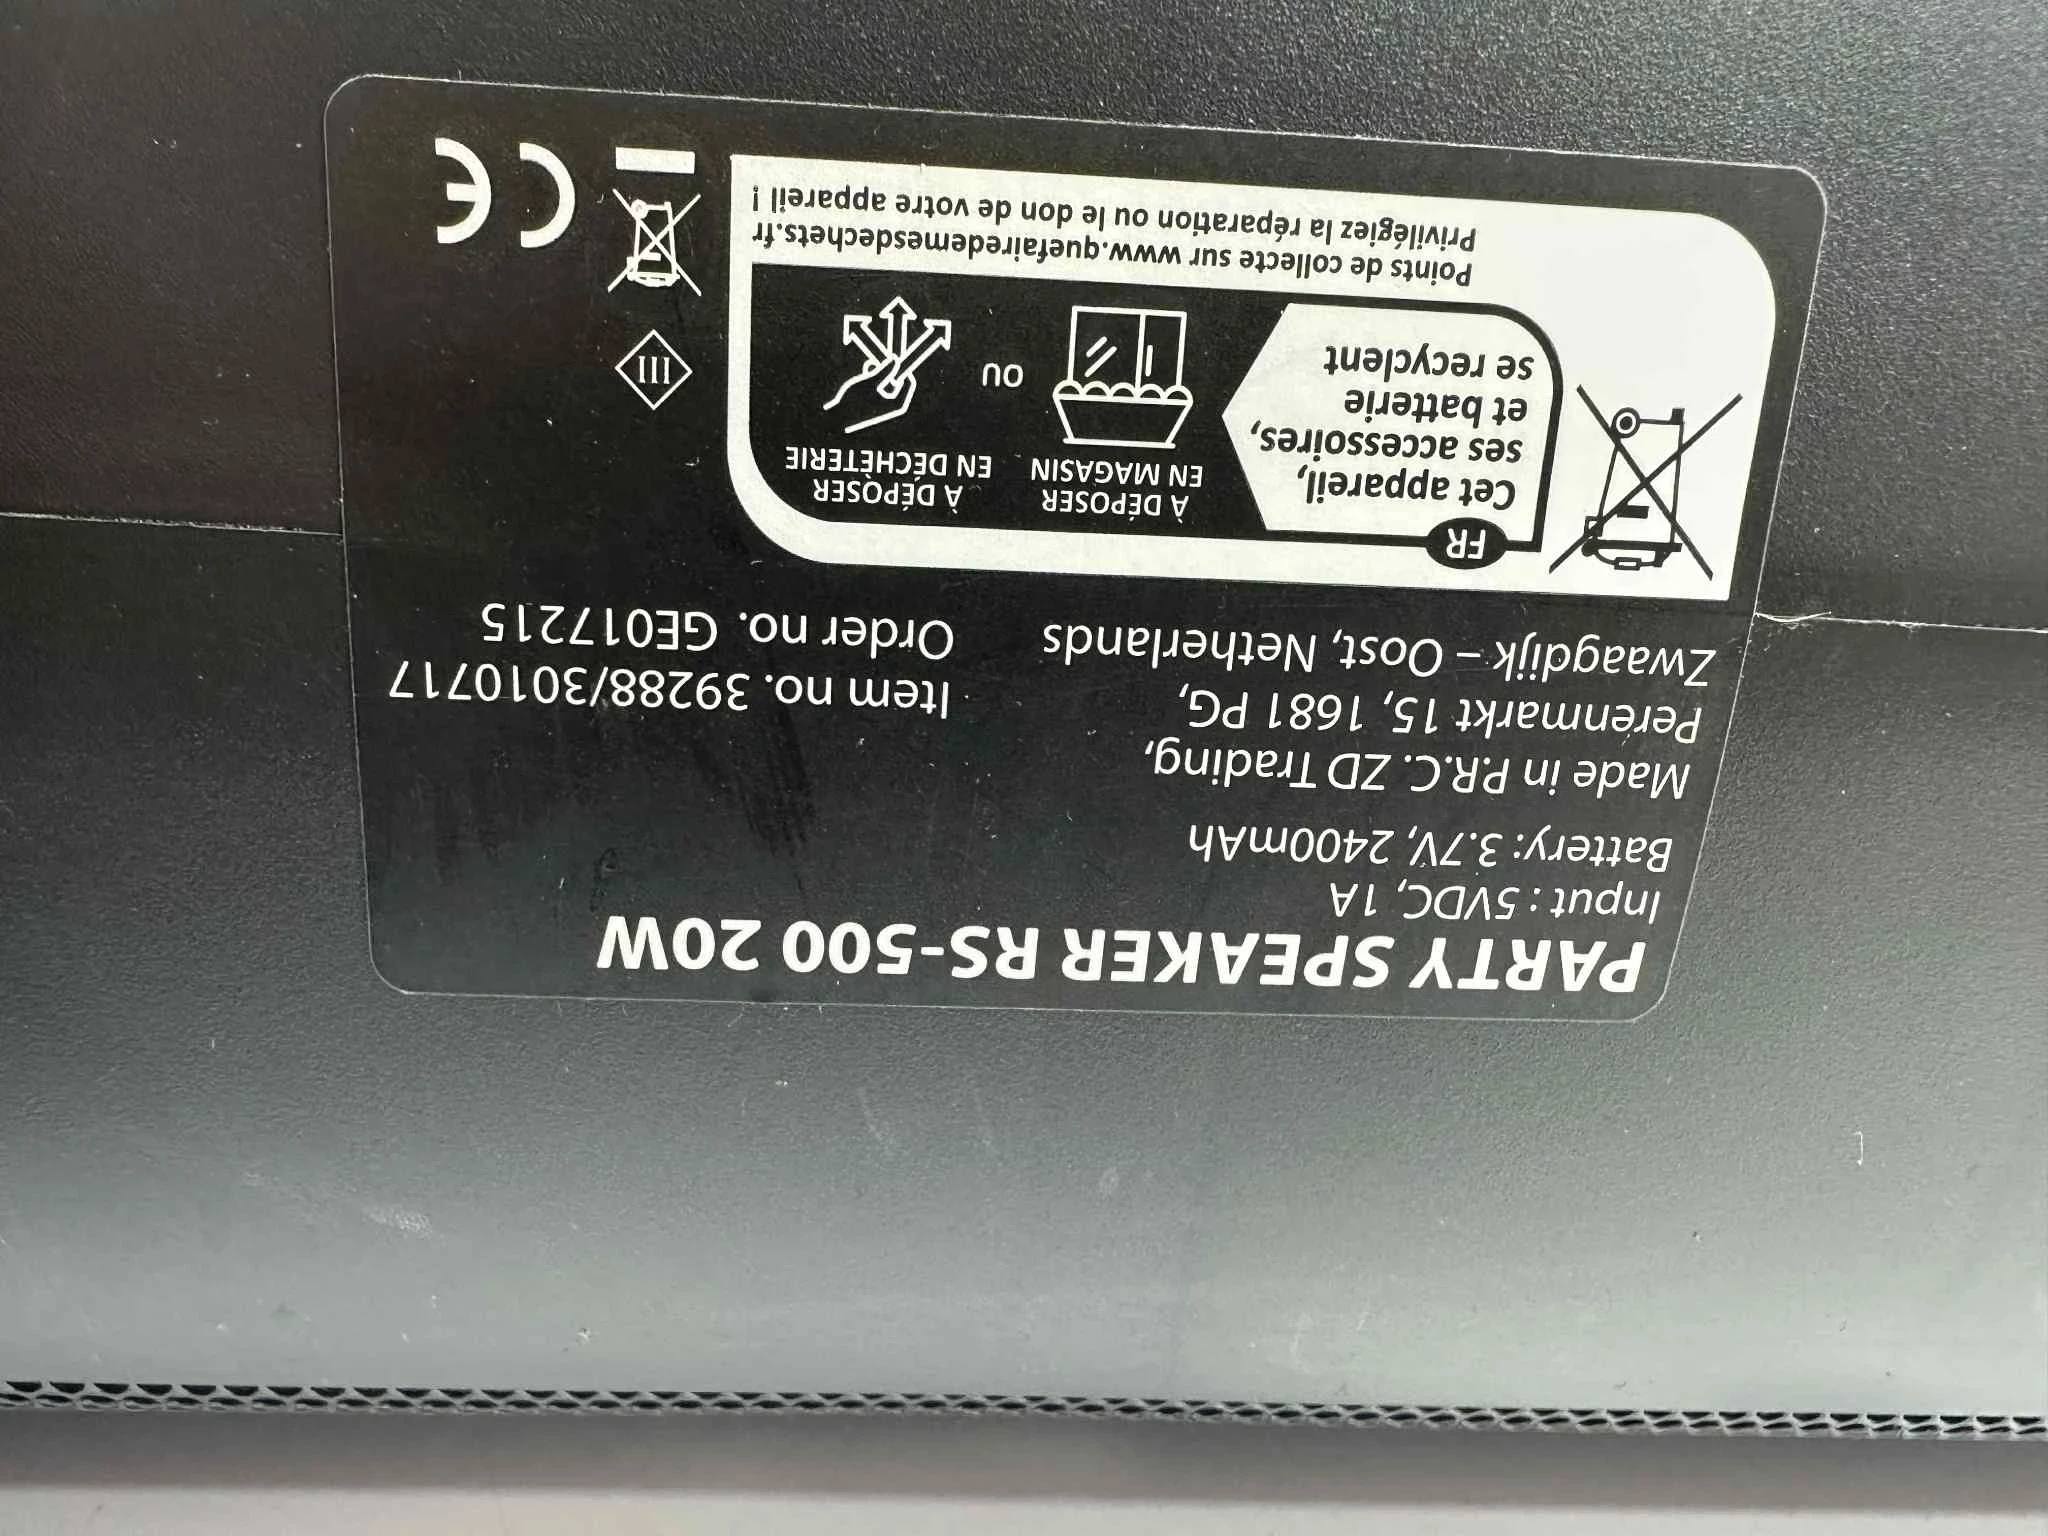 PARTY SPEAKER RS-500 20W
Input : 5VDC, 1A
Battery: 3.7V, 2400mAh
Made in P.R.C. ZD Trading,
Perenmarkt 15, 1681 PG,
Zwaagdijk – Oost, Netherlands
Item no. 39288/3010717
Order no. GE017215
FR
Cet appareil,
ses accessoires,
et batterie
se recyclent
À DÉPOSER
EN MAGASIN
OU
À DÉPOSER
EN DÉCHÈTERIE
Points de collecte sur www.quefairedemesdechets.fr
Privilégiez la réparation ou le don de votre appareil !
III
CE